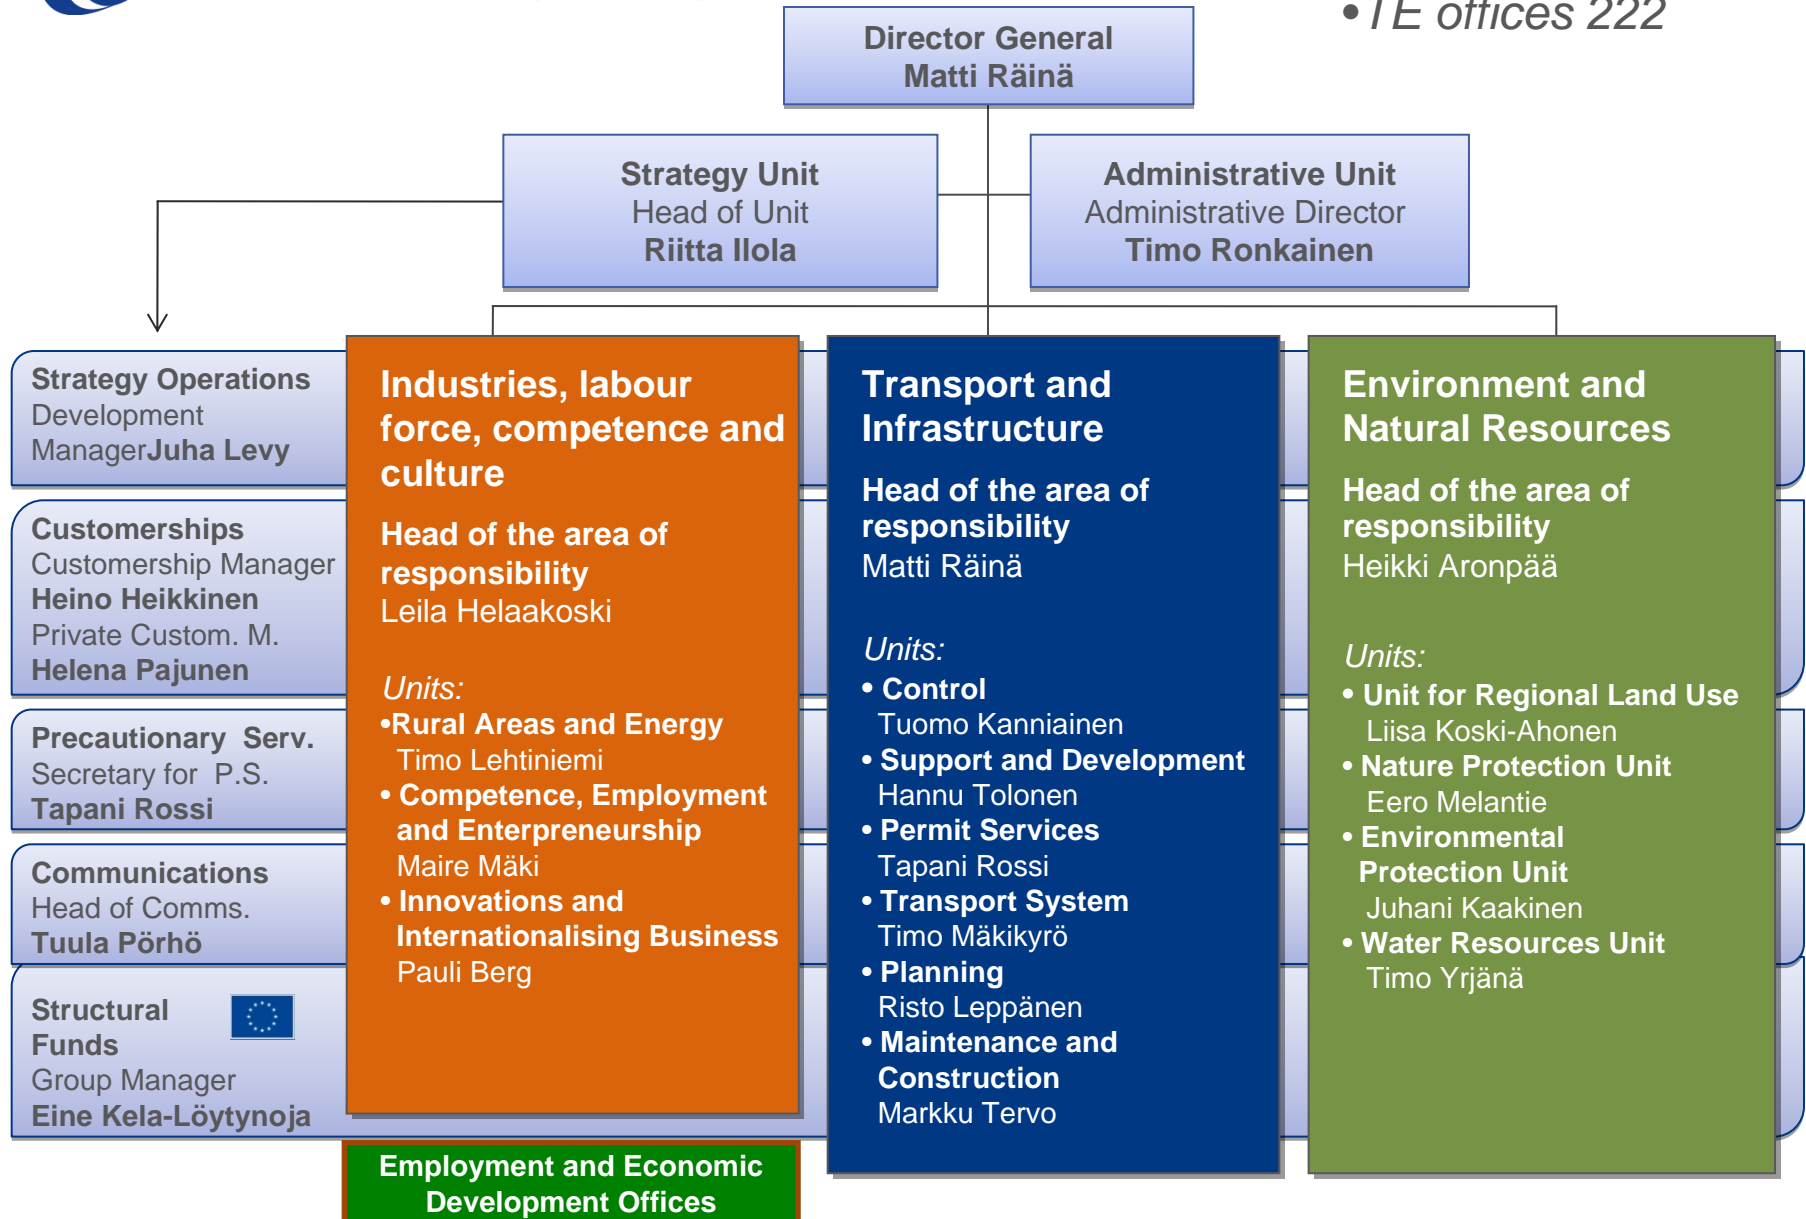 •TE offices 222
Director General
Matti Räinä
Strategy Unit
Head of Unit
Riitta Ilola
Administrative Unit
Administrative Director
Timo Ronkainen
Strategy Operations
Development
ManagerJuha Levy
Customerships
Customership Manager
Heino Heikkinen
Private Custom. M.
Helena Pajunen
Precautionary Serv.
Secretary for P.S.
Tapani Rossi
Communications
Head of Comms.
Tuula Pörhö
Structural
Funds
Group Manager
Eine Kela-Löytynoja
Industries, labour
force, competence and
culture
Head of the area of
responsibility
Leila Helaakoski
Units:
•Rural Areas and Energy
Timo Lehtiniemi
• Competence, Employment
and Enterpreneurship
Maire Mäki
• Innovations and
Internationalising Business
Pauli Berg
Employment and Economic
Development Offices
Transport and
Infrastructure
Head of the area of
responsibility
Matti Räinä
Units:
• Control
Tuomo Kanniainen
• Support and Development
Hannu Tolonen
• Permit Services
Tapani Rossi
• Transport System
Timo Mäkikyrö
• Planning
Risto Leppänen
• Maintenance and
Construction
Markku Tervo
Environment and
Natural Resources
Head of the area of
responsibility
Heikki Aronpää
Units:
• Unit for Regional Land Use
Liisa Koski-Ahonen
• Nature Protection Unit
Eero Melantie
• Environmental
Protection Unit
Juhani Kaakinen
• Water Resources Unit
Timo Yrjänä